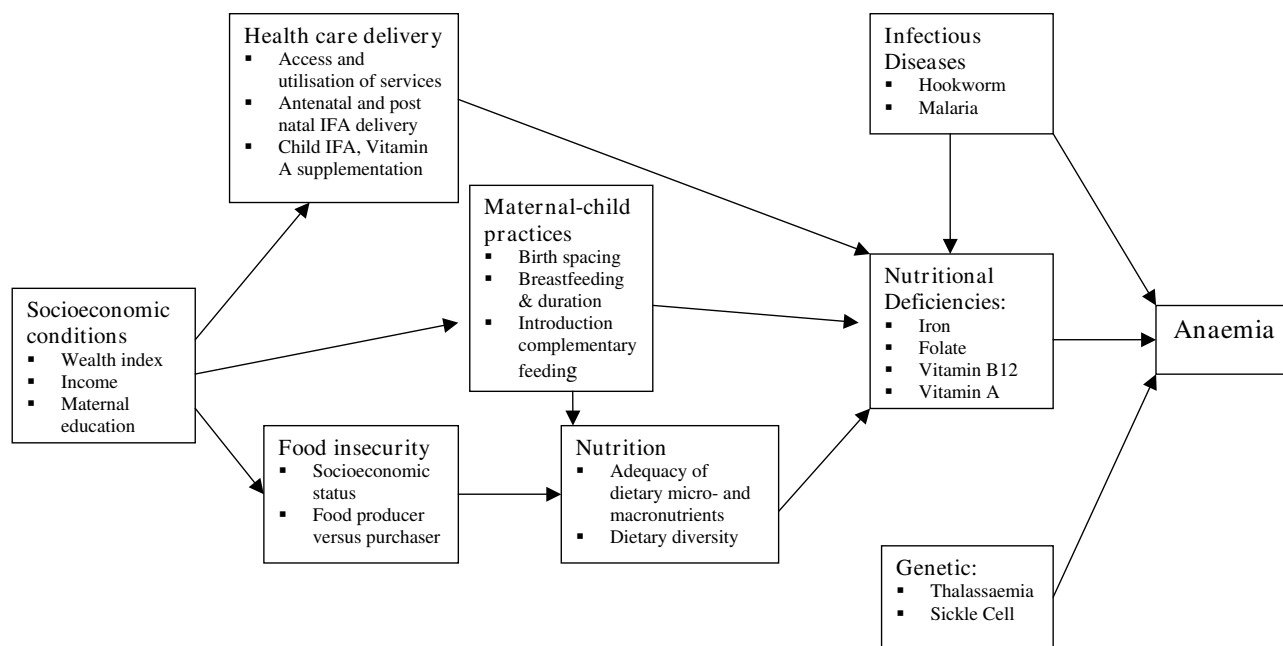 Health care delivery
▪ Access and
utilisation of services
▪ Antenatal and post
natal IFA delivery
▪ Child IFA, Vitamin
A supplementation
Infectious
Diseases
▪ Hookworm
▪ Malaria
Maternal-child
practices
▪ Birth spacing
▪ Breastfeeding
& duration
▪ Introduction
complementary
feeding
Socioeconomic
conditions
▪ Wealth index
▪ Income
▪ Maternal
education
Nutritional
Deficiencies:
▪ Iron
▪ Folate
▪ Vitamin B12
▪ Vitamin A
Anaemia
Food insecurity
▪ Socioeconomic
status
▪ Food producer
versus purchaser
Nutrition
▪ Adequacy of
dietary micro- and
macronutrients
▪ Dietary diversity
Genetic:
▪ Thalassaemia
▪ Sickle Cell